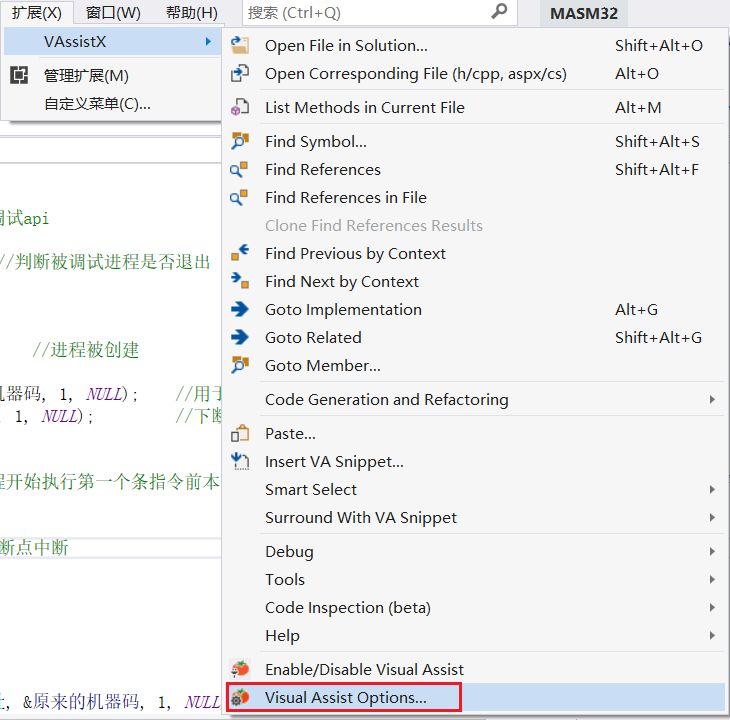 扩展(X) 窗口(W) 帮助(H) 搜索 (Ctrl+Q) MASM32
VAssistX
管理扩展(M)
自定义菜单(C)...
Open File in Solution... Shift+Alt+O
Open Corresponding File (h/cpp, aspx/cs) Alt+O
List Methods in Current File Alt+M
Find Symbol... Shift+Alt+S
Find References Shift+Alt+F
Find References in File
Clone Find References Results
Find Previous by Context
Find Next by Context
Goto Implementation Alt+G
Goto Related Shift+Alt+G
Goto Member...
Code Generation and Refactoring
Paste...
Insert VA Snippet...
Smart Select
Surround With VA Snippet
Debug
Tools
Code Inspection (beta)
Help
Enable/Disable Visual Assist
Visual Assist Options...
试api
//判断被调试进程是否退出
//进程被创建
器码, 1, NULL); //用于
1, NULL); //下断
开始执行第一个条指令前本
断点中断
, &原来的机器码, 1, NULL